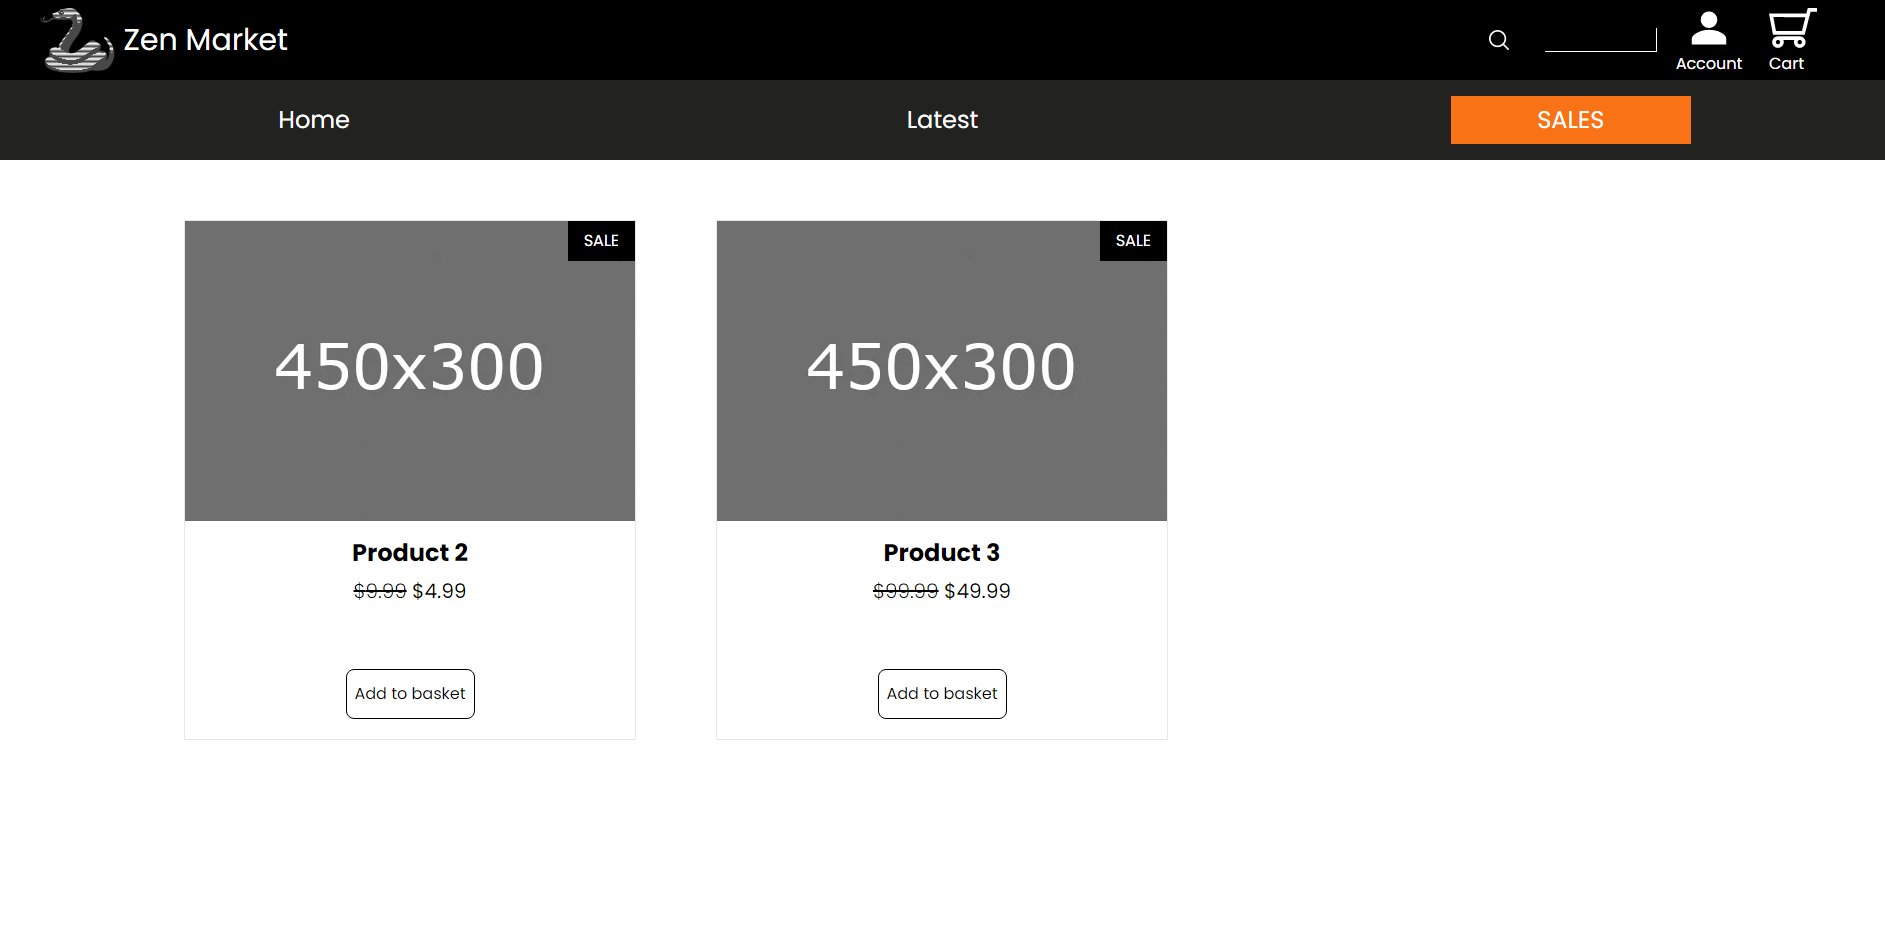 Zen Market
Account Cart
Home Latest SALES
SALE SALE
450x300 450x300
Product 2 Product 3
$9.99 $4.99 $99.99 $49.99
Add to basket Add to basket